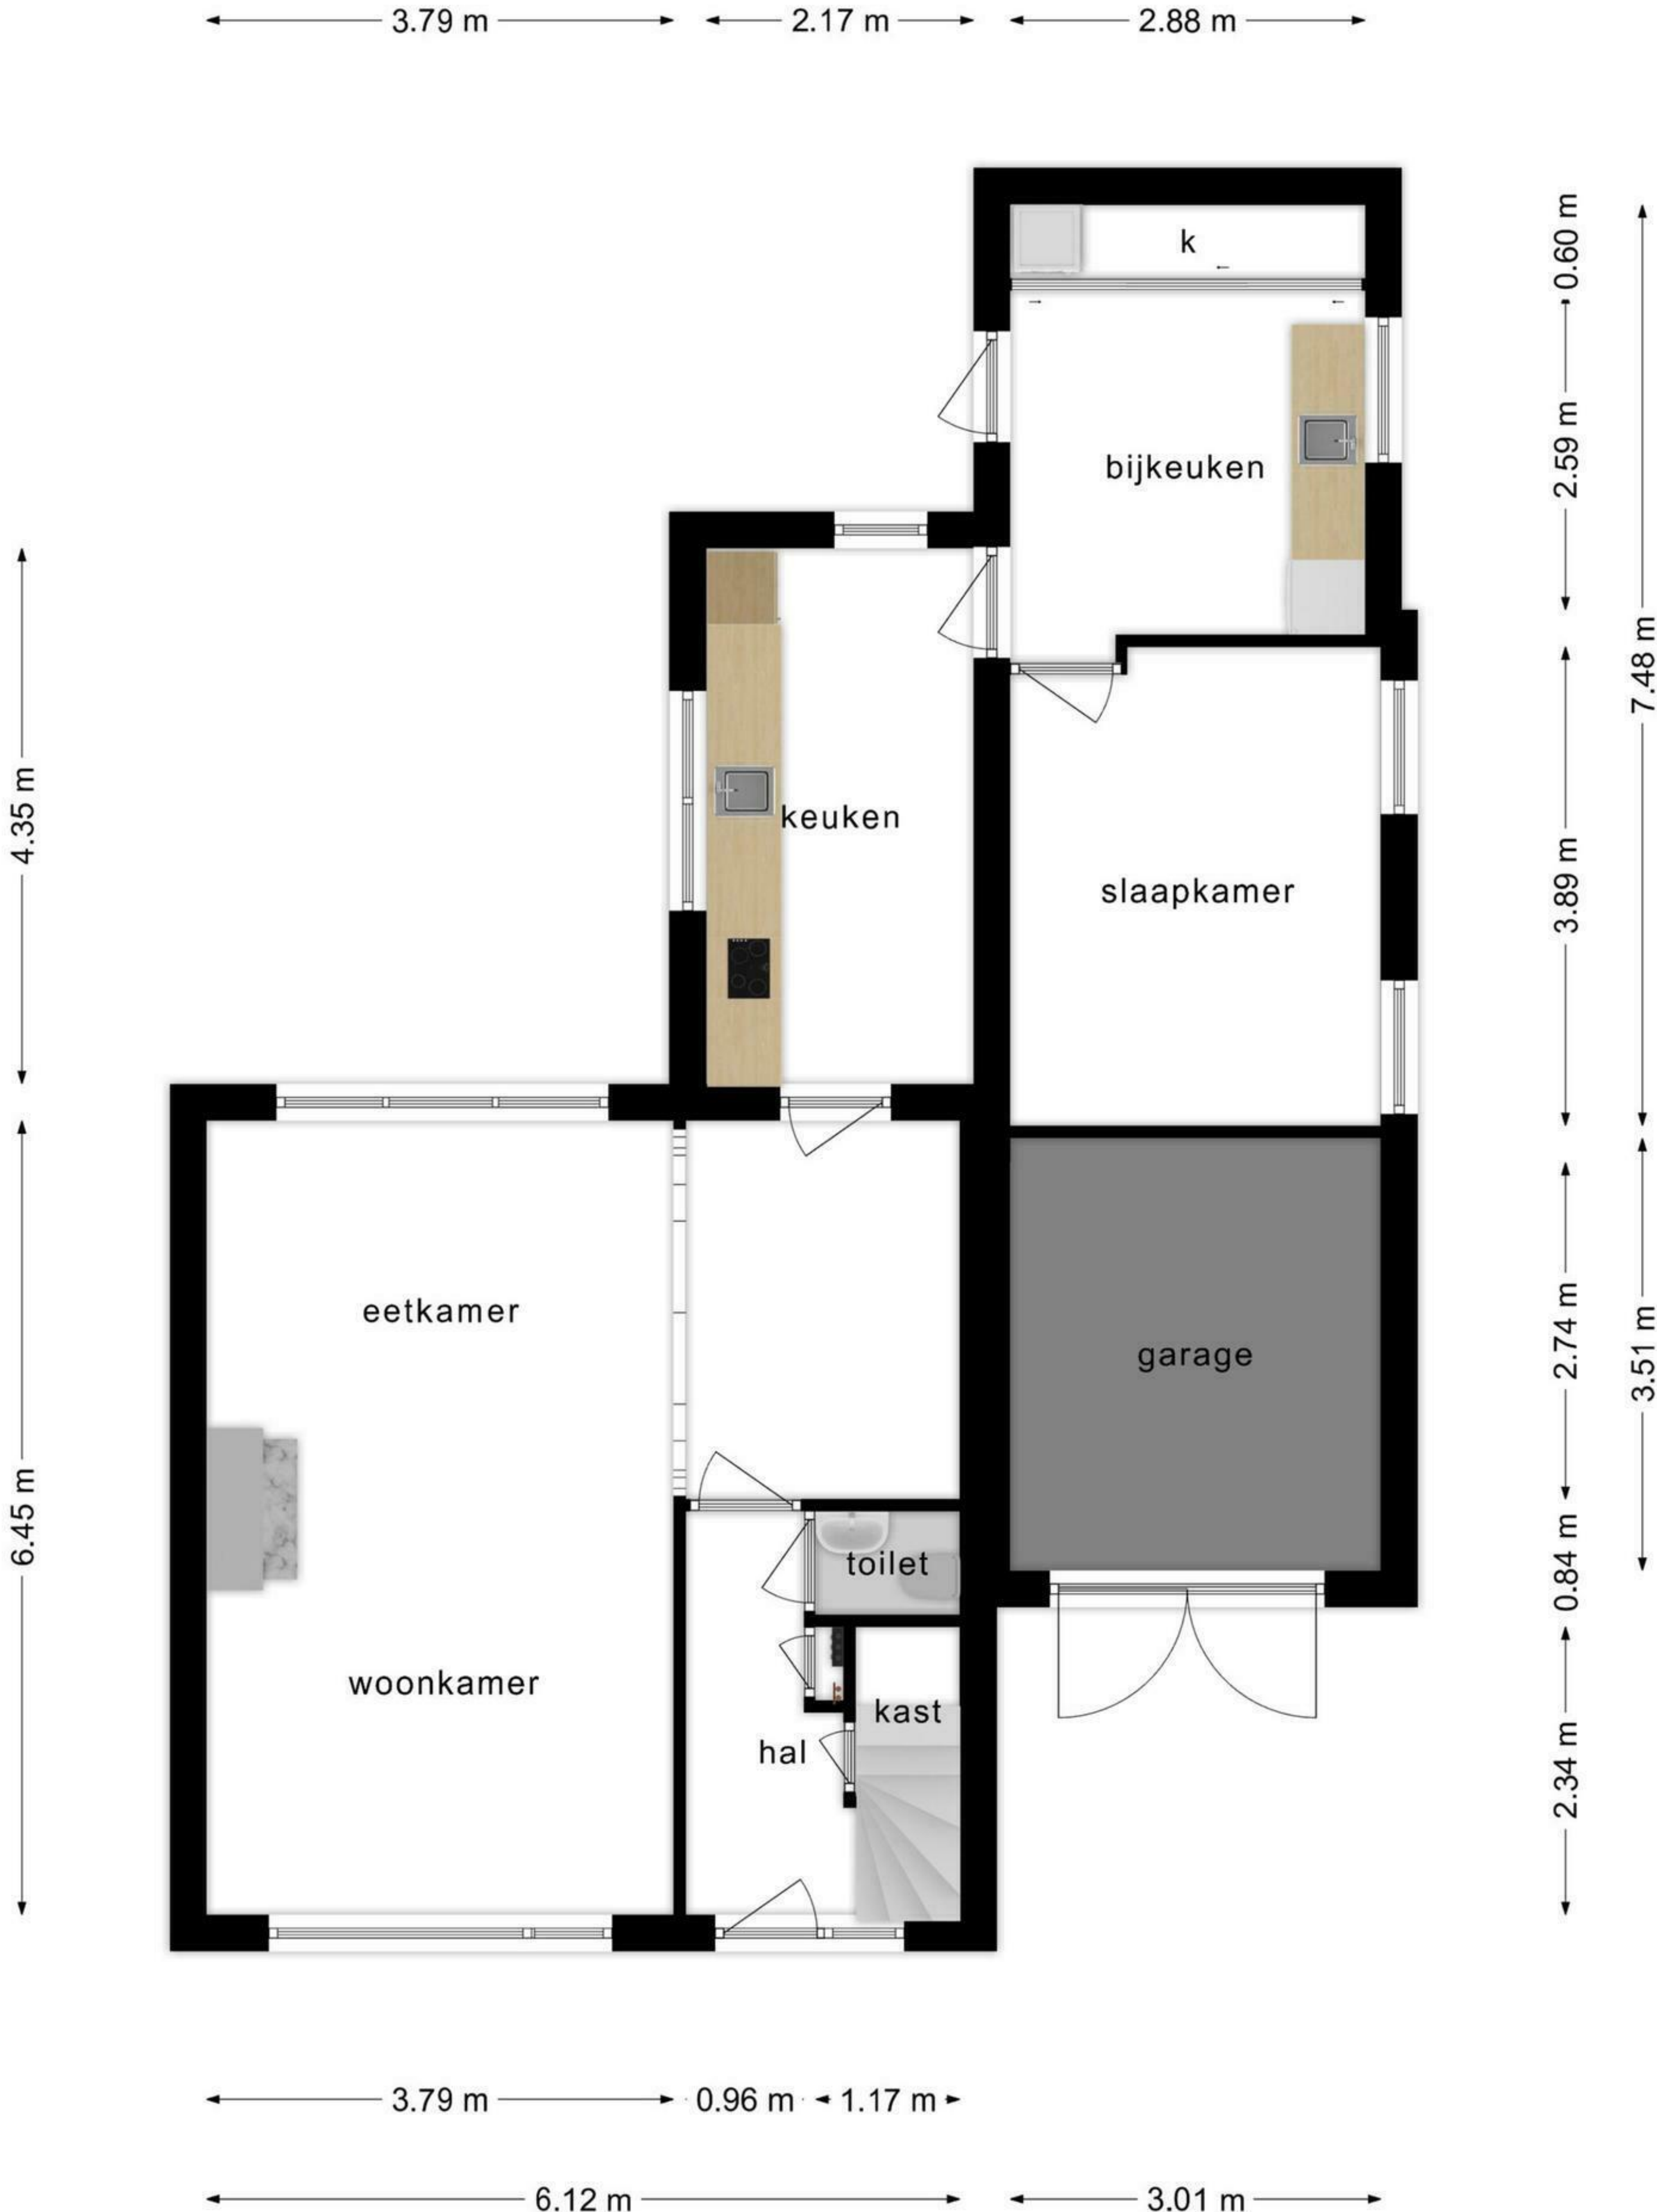 3.79 m
2.17 m
2.88 m
k
0.60 m
bijkeuken
2.59 m
7.48 m
4.35 m
keuken
slaapkamer
3.89 m
eetkamer
garage
2.74 m
3.51 m
6.45 m
toilet
0.84 m
woonkamer
kast
hal
2.34 m
3.79 m
0.96 m
1.17 m
6.12 m
3.01 m